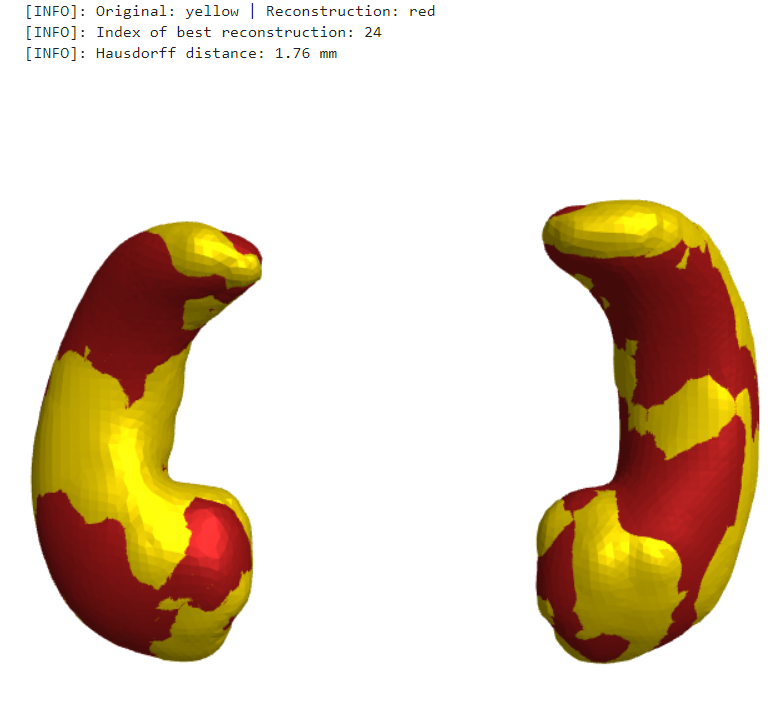 [INFO]: Original: yellow | Reconstruction: red
[INFO]: Index of best reconstruction: 24
[INFO]: Hausdorff distance: 1.76 mm